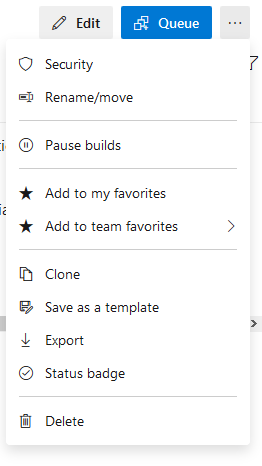 Edit Queue
Security
Rename/move
Pause builds
Add to my favorites
Add to team favorites
Clone
Save as a template
Export
Status badge
Delete